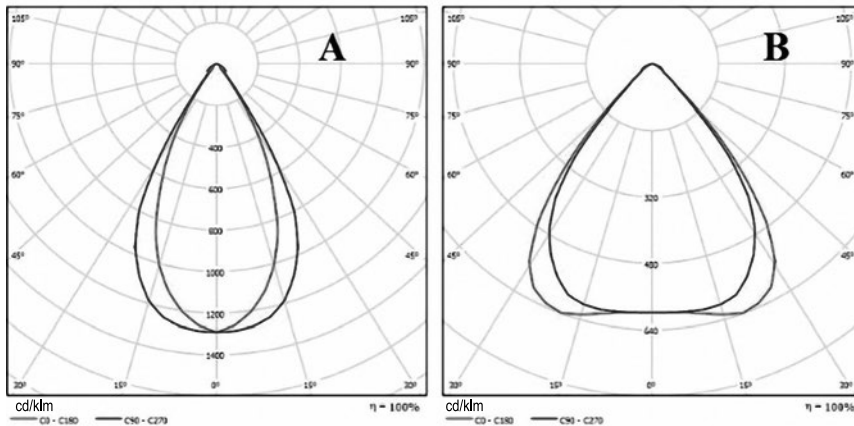 A
105° 105°
90° 90°
75° 75°
60° 60°
45° 45°
400
600
800
1000
1200
1400
30° 15° 0° 15° 30°
cd/klm
η = 100%
C0 - C180 C90 - C270
B
105° 105°
90° 90°
75° 75°
60° 60°
45° 45°
320
480
640
30° 15° 0° 15° 30°
cd/klm
η = 100%
C0 - C180 C90 - C270